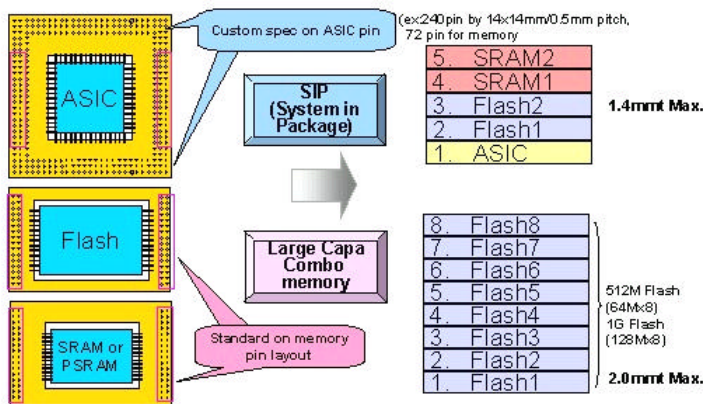 Custom spec on ASIC pin
(ex:240pin by 14x14mm/0.5mm pitch,
72 pin for memory
ASIC
SIP
(System in
Package)
5. SRAM2
4. SRAM1
3. Flash2
2. Flash1
1. ASIC
1.4mmt Max.
Flash
Large Capa
Combo
memory
8. Flash8
7. Flash7
6. Flash6
5. Flash5
4. Flash4
3. Flash3
2. Flash2
1. Flash1
512M Flash
(64Mx8)
1G Flash
(128Mx8)
2.0mmt Max.
Standard on memory
pin layout
SRAM or
PSRAM